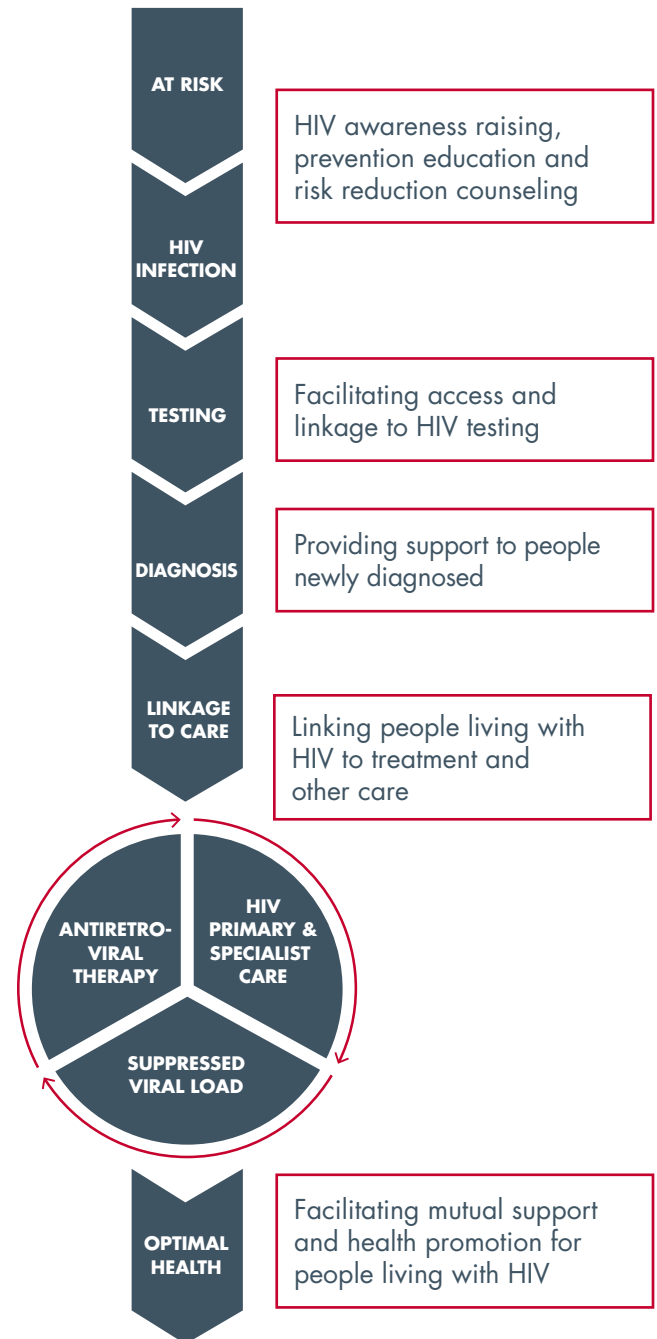 AT RISK
HIV awareness raising,
prevention education and
risk reduction counseling
HIV
INFECTION
TESTING
Facilitating access and
linkage to HIV testing
DIAGNOSIS
Providing support to people
newly diagnosed
LINKAGE
TO CARE
Linking people living with
HIV to treatment and
other care
ANTIRETRO-
VIRAL
THERAPY
HIV
PRIMARY &
SPECIALIST
CARE
SUPPRESSED
VIRAL LOAD
OPTIMAL
HEALTH
Facilitating mutual support
and health promotion for
people living with HIV